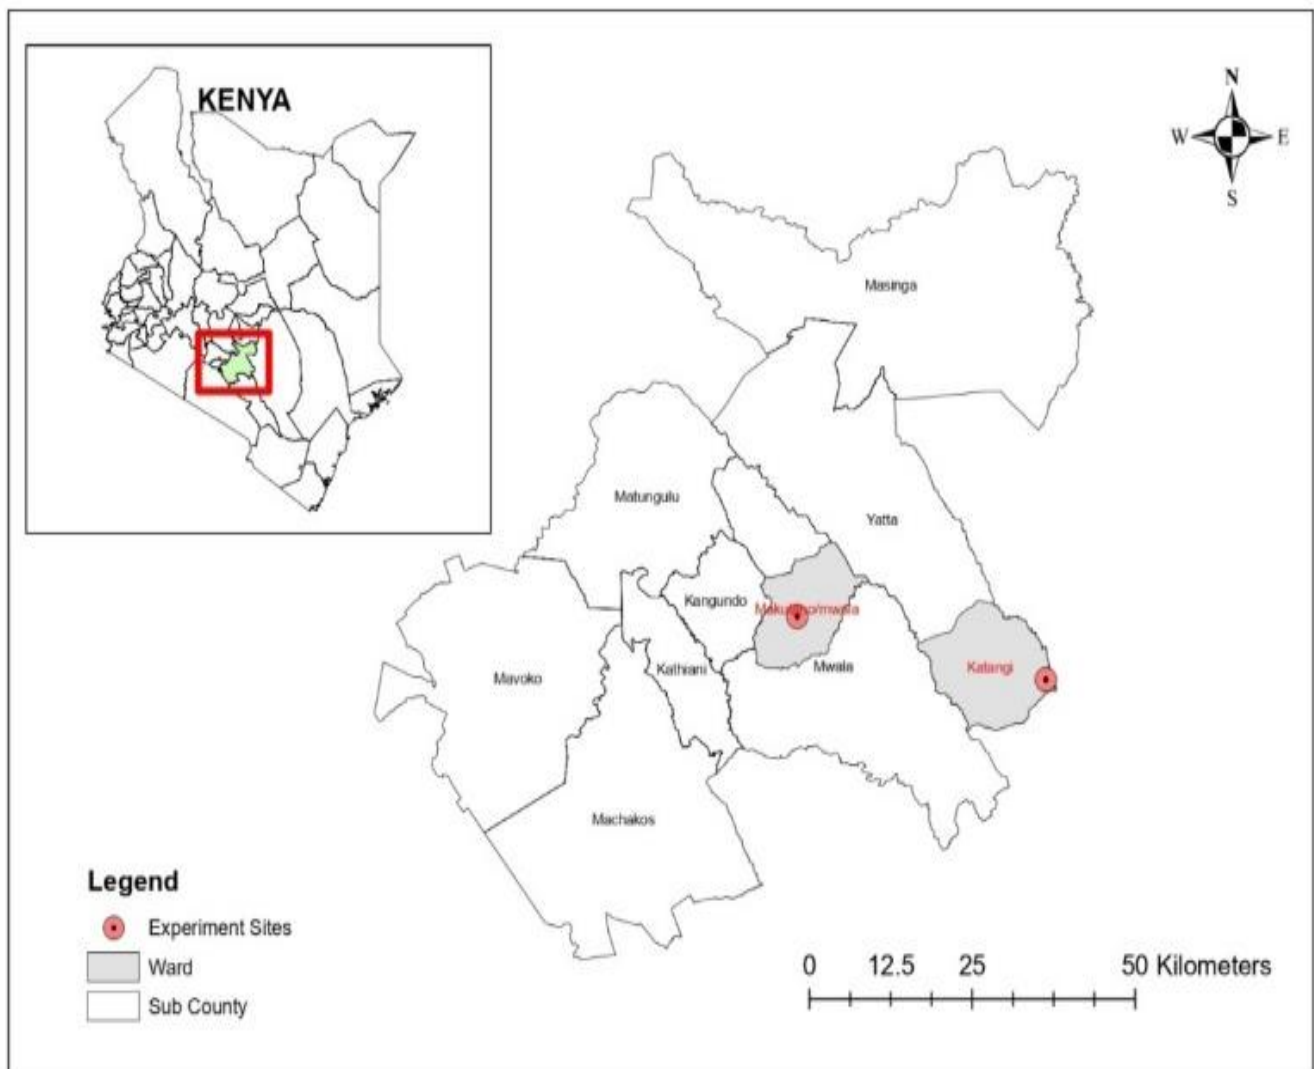 KENYA
N
W E
S
Masinga
Matungulu
Yatta
Kangundo
Kathiani
Mwala
Katangi
Mavoko
Machakos
Legend
Experiment Sites
Ward
Sub County
0 12.5 25 50 Kilometers